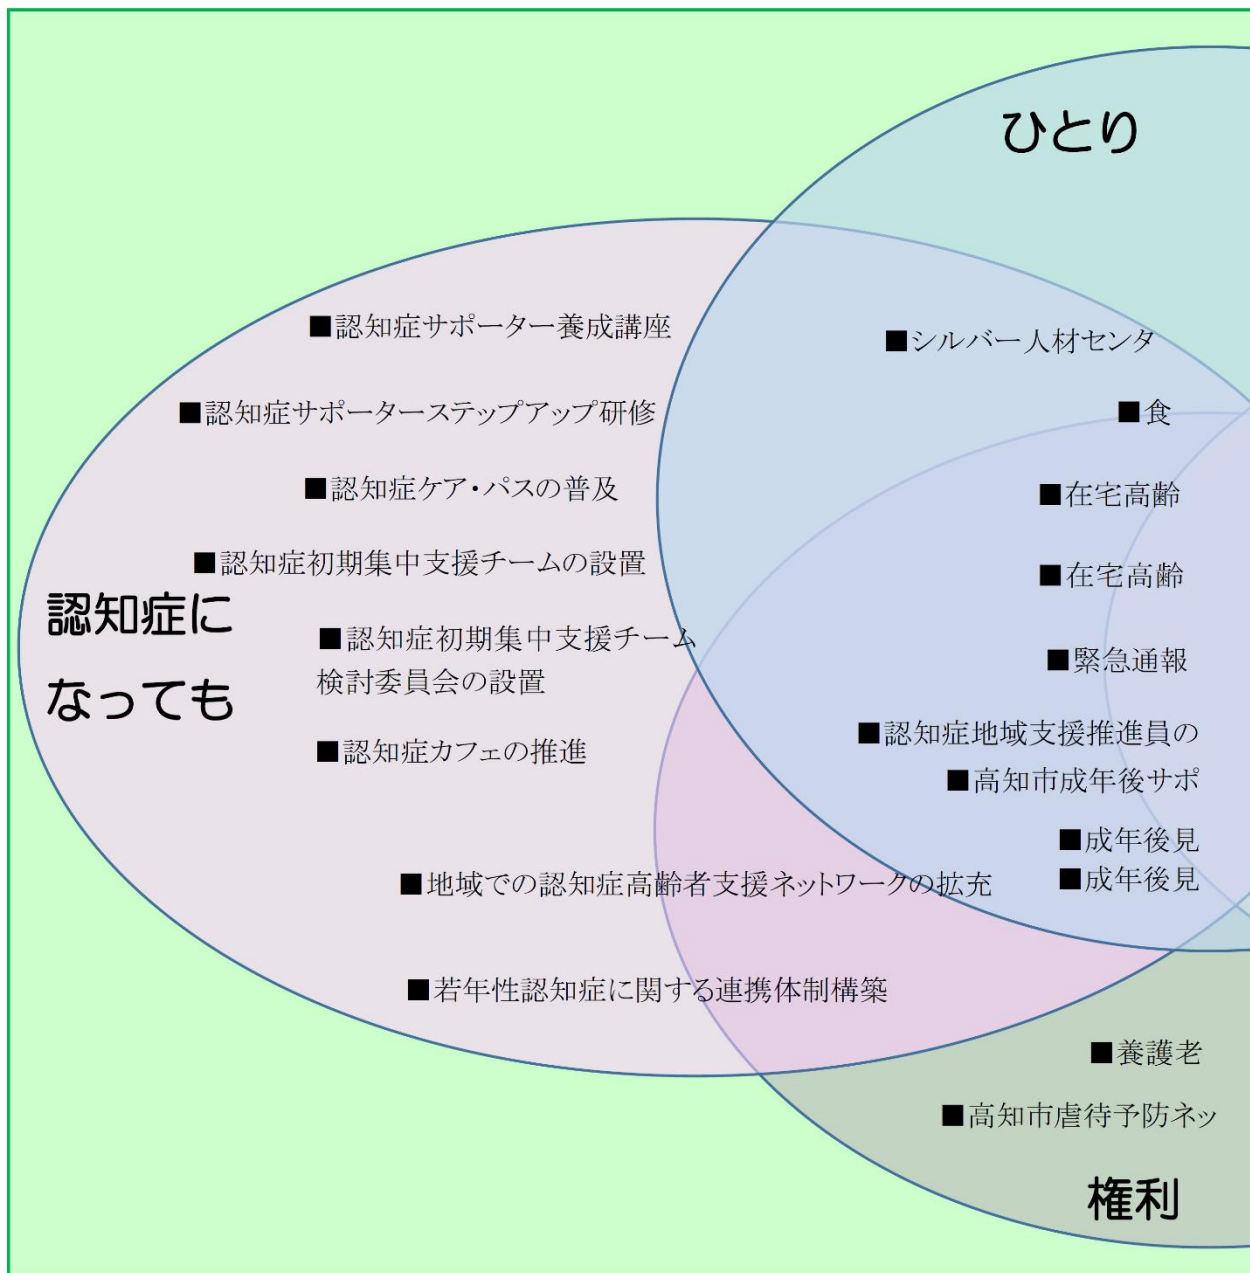 ひとり
■認知症サポーター養成講座
■シルバー人材センタ
■認知症サポーターステップアップ研修
■食
■認知症ケア・パスの普及
■在宅高齢
■認知症初期集中支援チームの設置
■在宅高齢
認知症に
なっても
■認知症初期集中支援チーム
検討委員会の設置
■緊急通報
■認知症カフェの推進
■認知症地域支援推進員の
■高知市成年後サポ
■成年後見
■成年後見
■地域での認知症高齢者支援ネットワークの拡充
■若年性認知症に関する連携体制構築
■養護老
■高知市虐待予防ネッ
権利